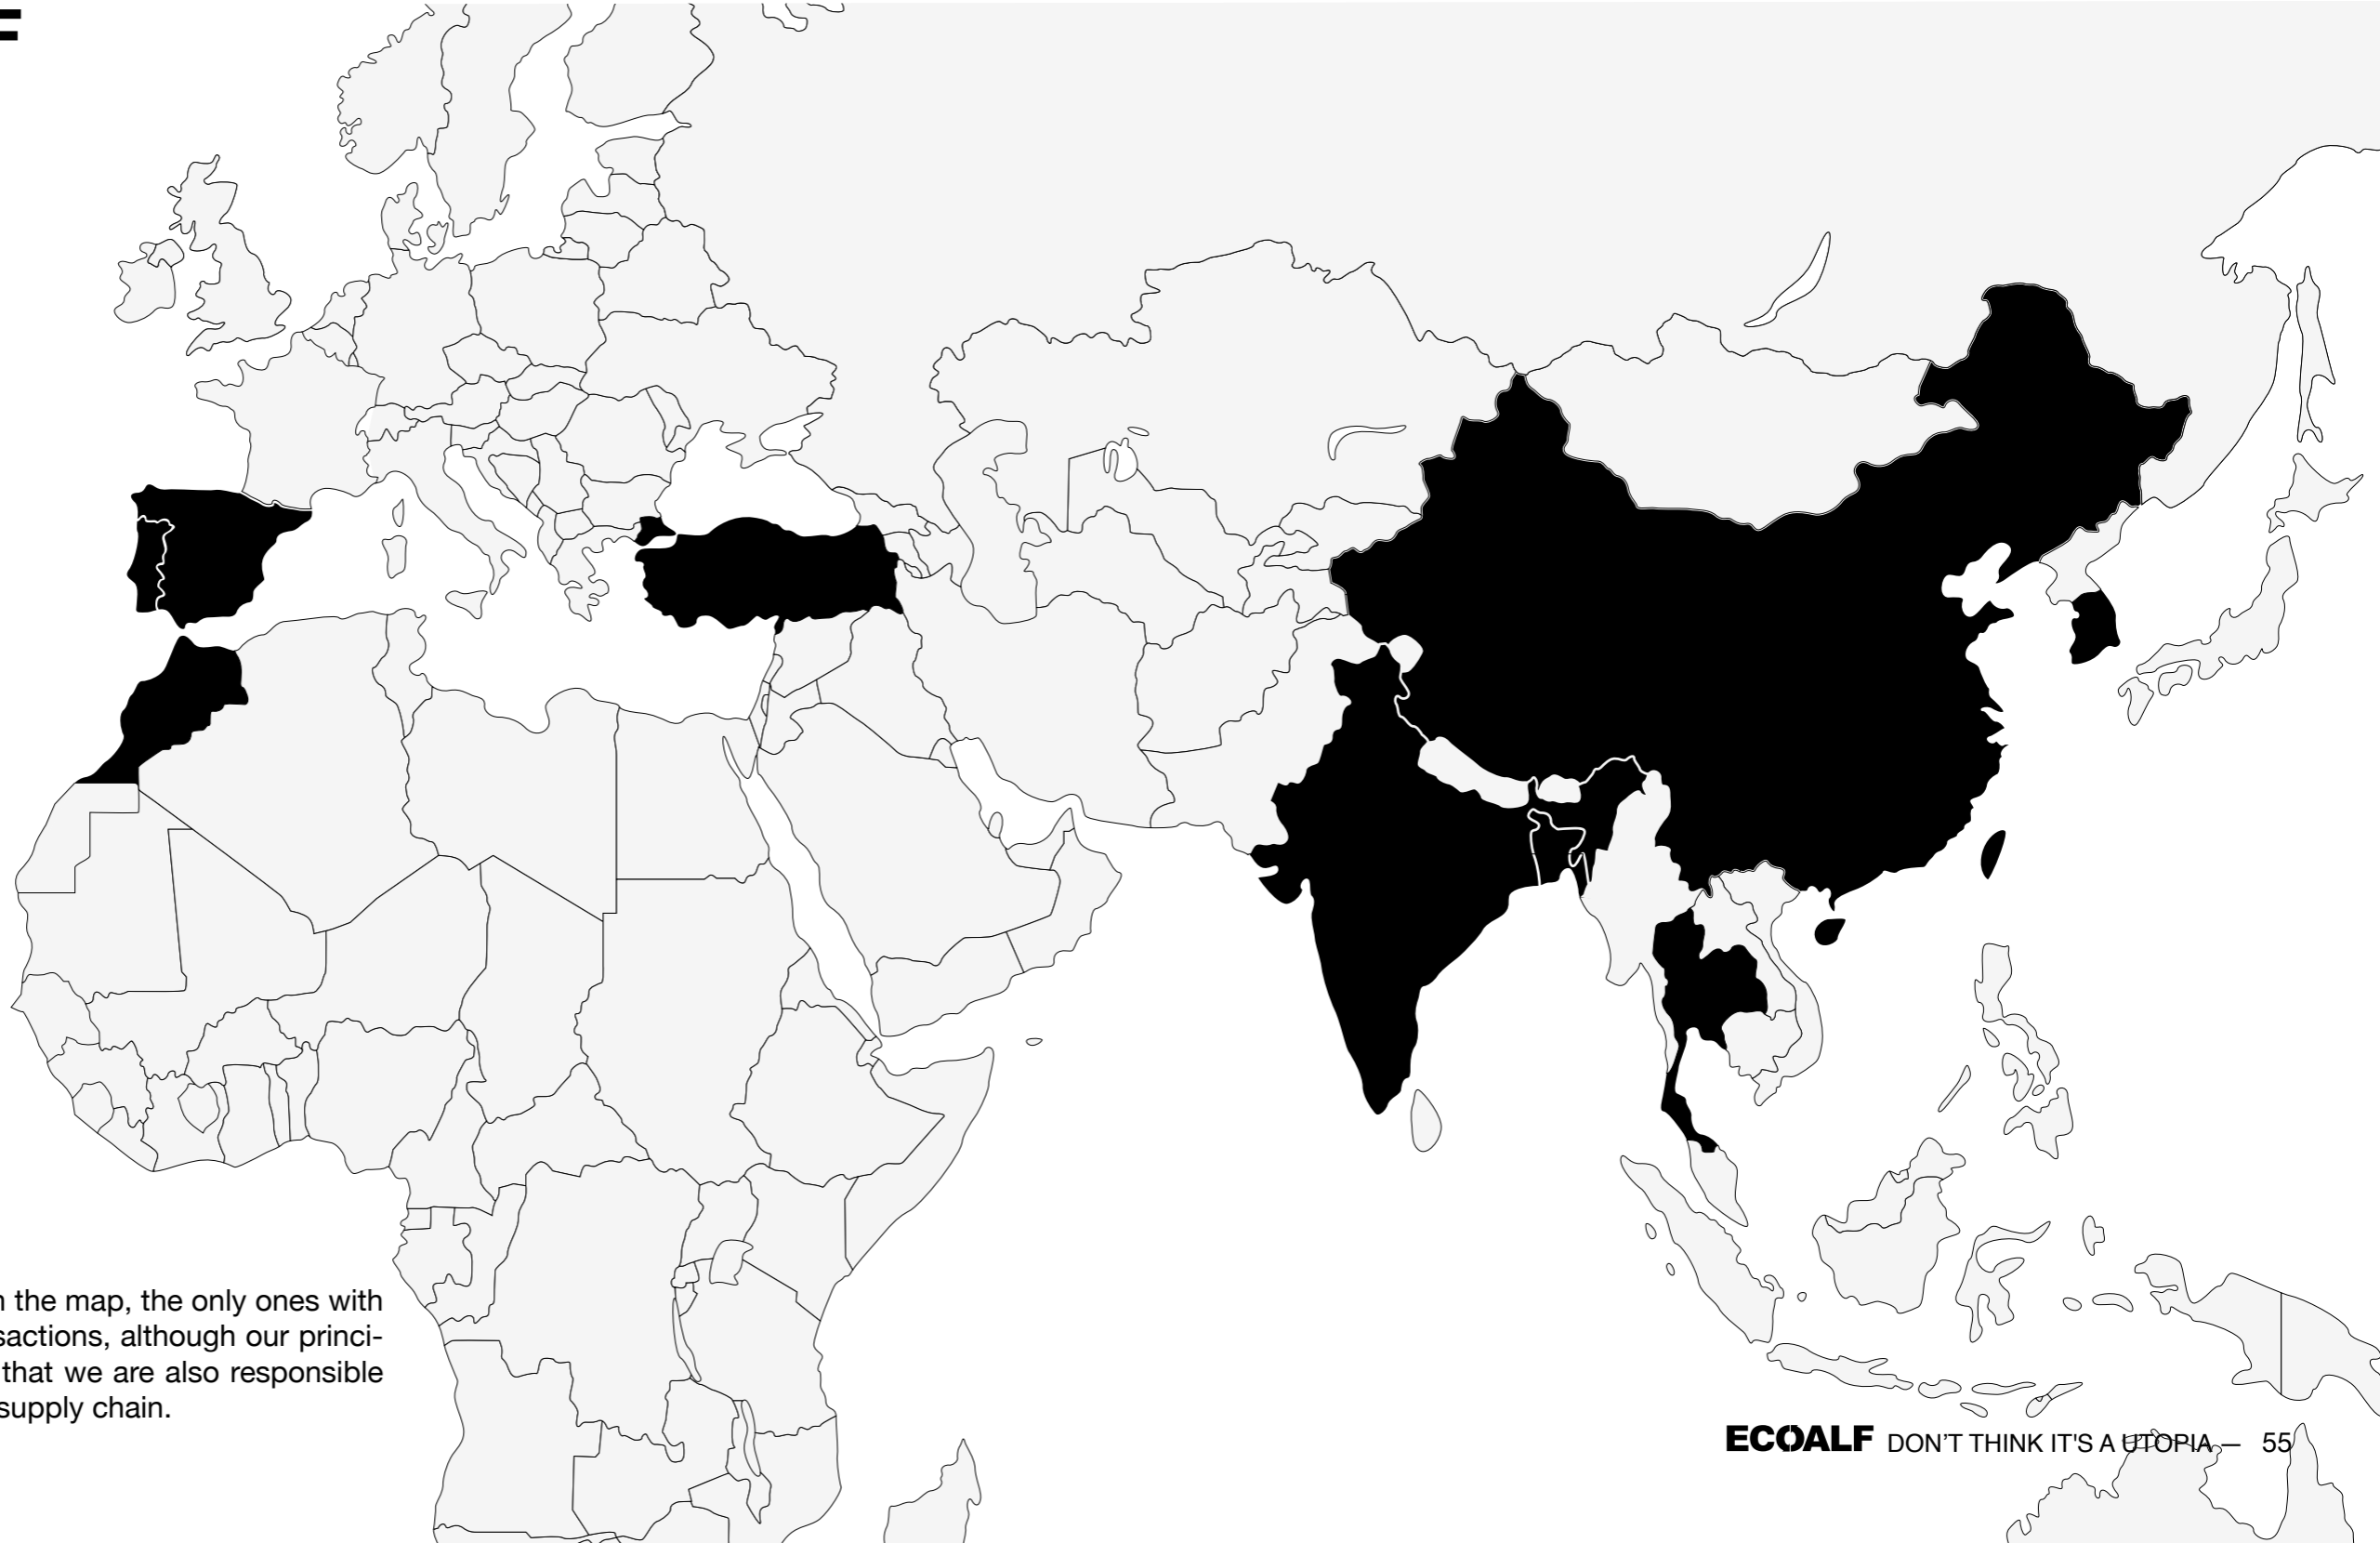 F
n the map, the only ones with
sactions, although our princi-
that we are also responsible
supply chain.
ECOALF DON'T THINK IT'S A UTOPIA — 55